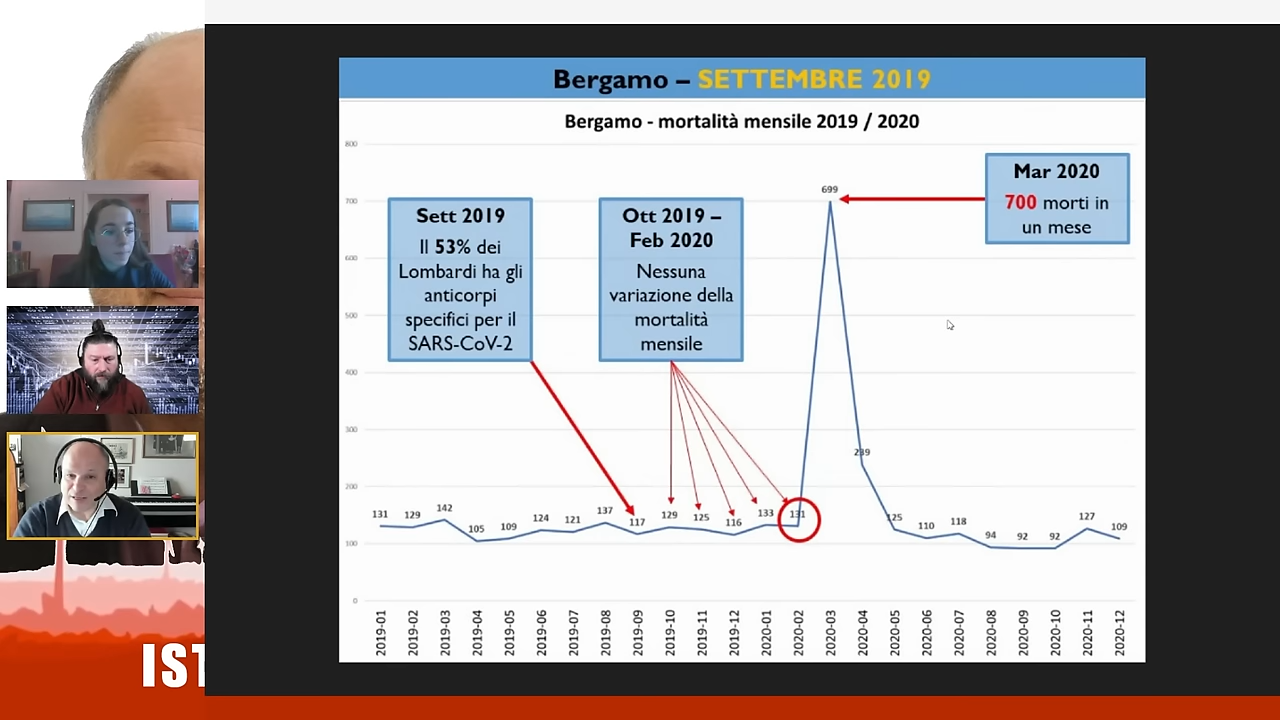 Bergamo – SETTEMBRE 2019
Bergamo - mortalità mensile 2019 / 2020
Sett 2019
Il 53% dei
Lombardi ha gli
anticorpi
specifici per il
SARS-CoV-2
Ott 2019 –
Feb 2020
Nessuna
variazione della
mortalità
mensile
Mar 2020
700 morti in
un mese
800
700
600
500
400
300
200
100
0
131 129 142 105 109 124 121 137 117 129 125 116 133 131 699 239 125 110 118 94 92 92 127 109
2019-01 2019-02 2019-03 2019-04 2019-05 2019-06 2019-07 2019-08 2019-09 2019-10 2019-11 2019-12 2020-01 2020-02 2020-03 2020-04 2020-05 2020-06 2020-07 2020-08 2020-09 2020-10 2020-11 2020-12
IST